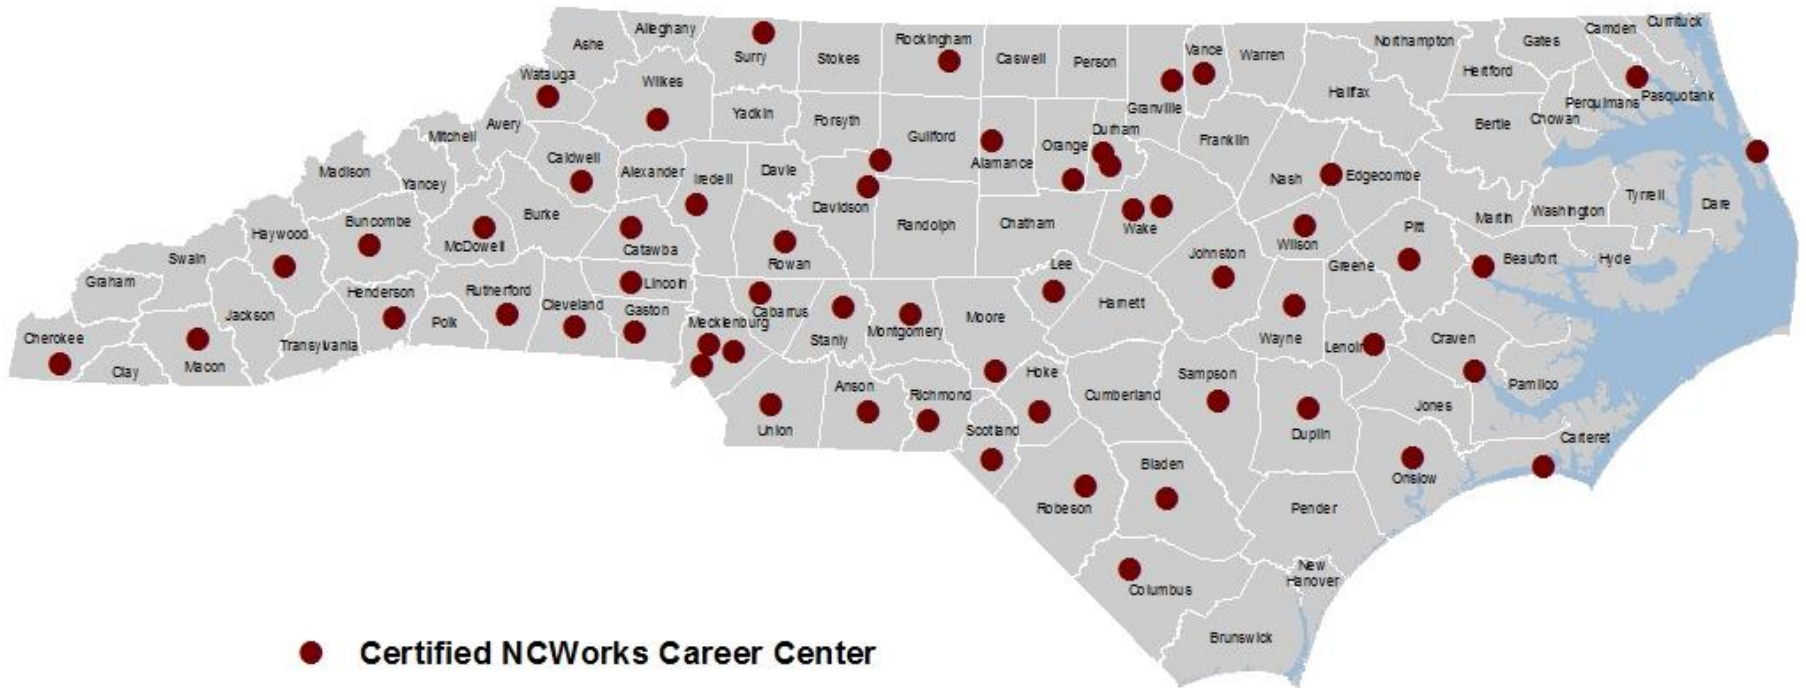 Ashe
Alleghany
Surry
Stokes
Rockingham
Caswell
Person
Vance
Warren
Northampton
Gates
Camden
Currituck
Watauga
Wilkes
Yadkin
Forsyth
Guilford
Alamance
Orange
Durham
Granville
Franklin
Halifax
Hertford
Bertie
Chowan
Perquimans
Pasquotank
Avery
Mitchell
Yancey
Madison
Caldwell
Alexander
Iredell
Davie
Davidson
Randolph
Chatham
Wake
Nash
Edgecombe
Martin
Washington
Tyrrell
Dare
Haywood
Buncombe
McDowell
Burke
Catawba
Rowan
Johnston
Wilson
Greene
Pitt
Beaufort
Hyde
Swain
Graham
Jackson
Henderson
Rutherford
Cleveland
Lincoln
Gaston
Mecklenburg
Cabarrus
Stanly
Montgomery
Moore
Lee
Harnett
Wayne
Lenoir
Craven
Pamlico
Cherokee
Clay
Macon
Transylvania
Polk
Union
Anson
Richmond
Scotland
Hoke
Cumberland
Sampson
Duplin
Jones
Carteret
Onslow
Robeson
Bladen
Pender
Columbus
New
Hanover
Brunswick
Certified NCWorks Career Center